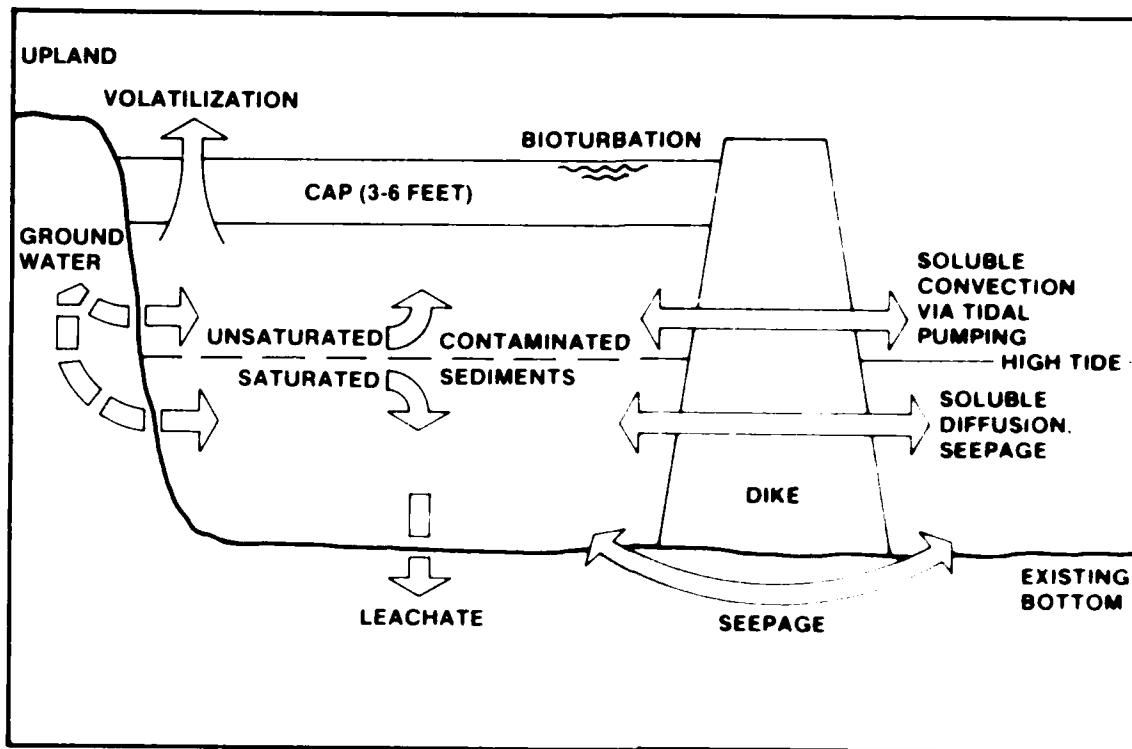 UPLAND
VOLATILIZATION
BIOTURBATION
CAP (3-6 FEET)
GROUND
WATER
SOLUBLE
CONVECTION
VIA TIDAL
PUMPING
UNSATURATED
CONTAMINATED
HIGH TIDE
SATURATED
SEDIMENTS
SOLUBLE
DIFFUSION.
SEEPAGE
DIKE
LEACHATE
SEEPAGE
EXISTING
BOTTOM